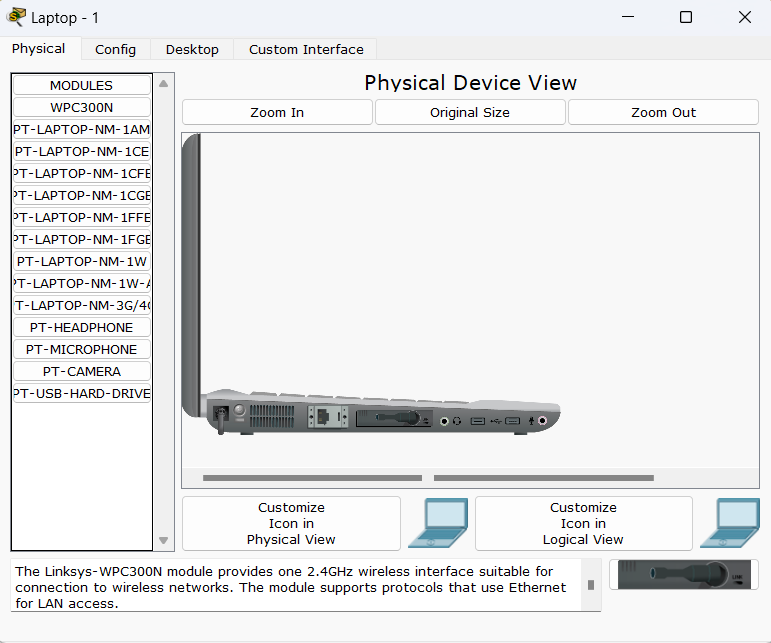 Laptop - 1
Physical
Config
Desktop
Custom Interface
MODULES
WPC300N
PT-LAPTOP-NM-1AM
PT-LAPTOP-NM-1CE
PT-LAPTOP-NM-1CFE
PT-LAPTOP-NM-1CGE
PT-LAPTOP-NM-1FFE
PT-LAPTOP-NM-1FGE
PT-LAPTOP-NM-1W
PT-LAPTOP-NM-1W-A
T-LAPTOP-NM-3G/4G
PT-HEADPHONE
PT-MICROPHONE
PT-CAMERA
PT-USB-HARD-DRIVE
Physical Device View
Zoom In
Original Size
Zoom Out
Customize
Icon in
Physical View
Customize
Icon in
Logical View
The Linksys-WPC300N module provides one 2.4GHz wireless interface suitable for
connection to wireless networks. The module supports protocols that use Ethernet
for LAN access.